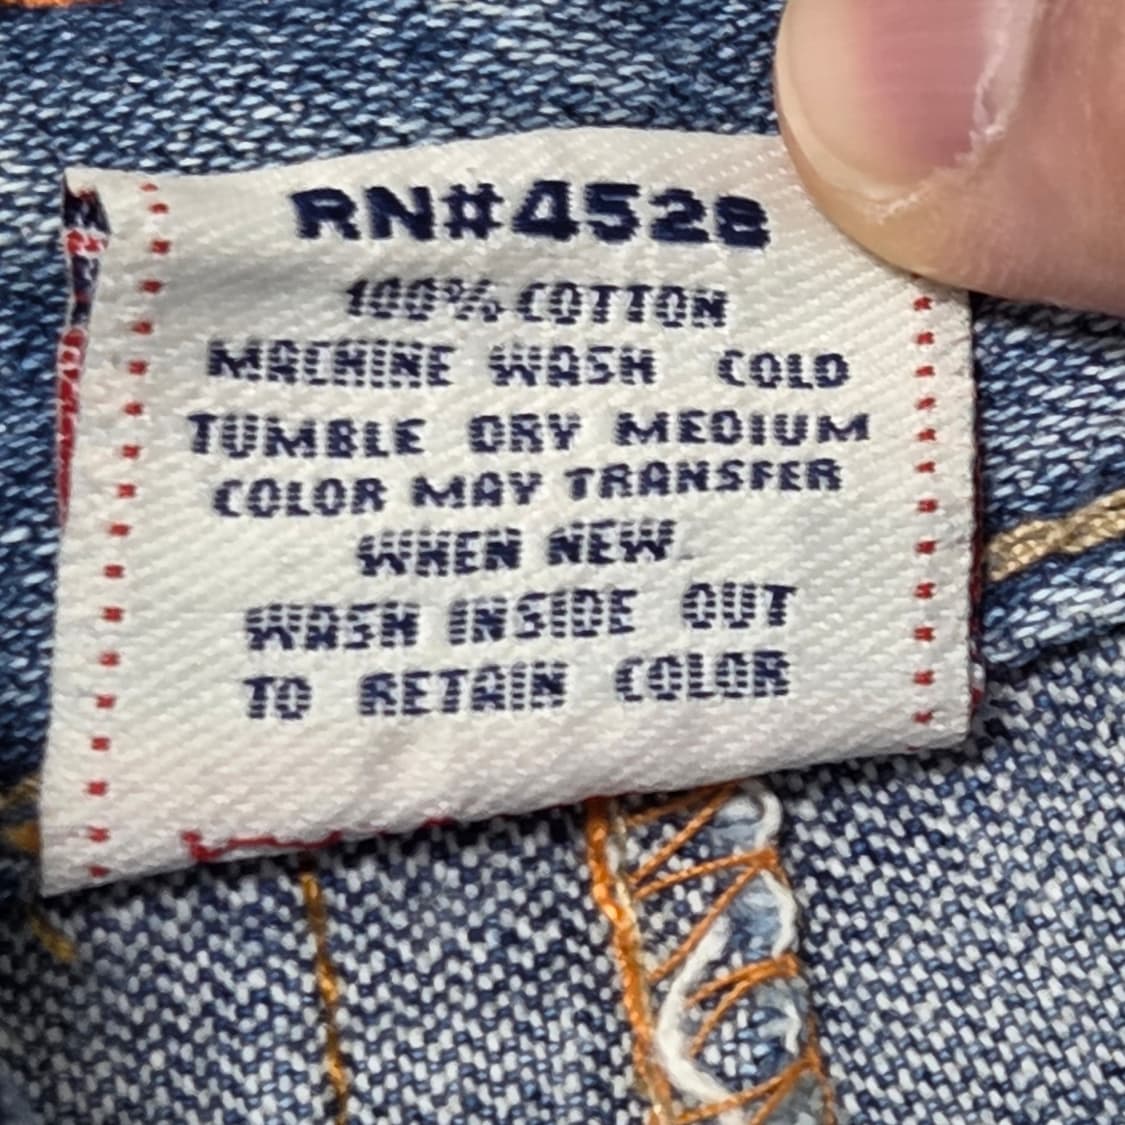 RN#4528
100% COTTON
MACHINE WASH COLD
TUMBLE DRY MEDIUM
COLOR MAY TRANSFER
WHEN NEW.
WASH INSIDE OUT
TO RETAIN COLOR